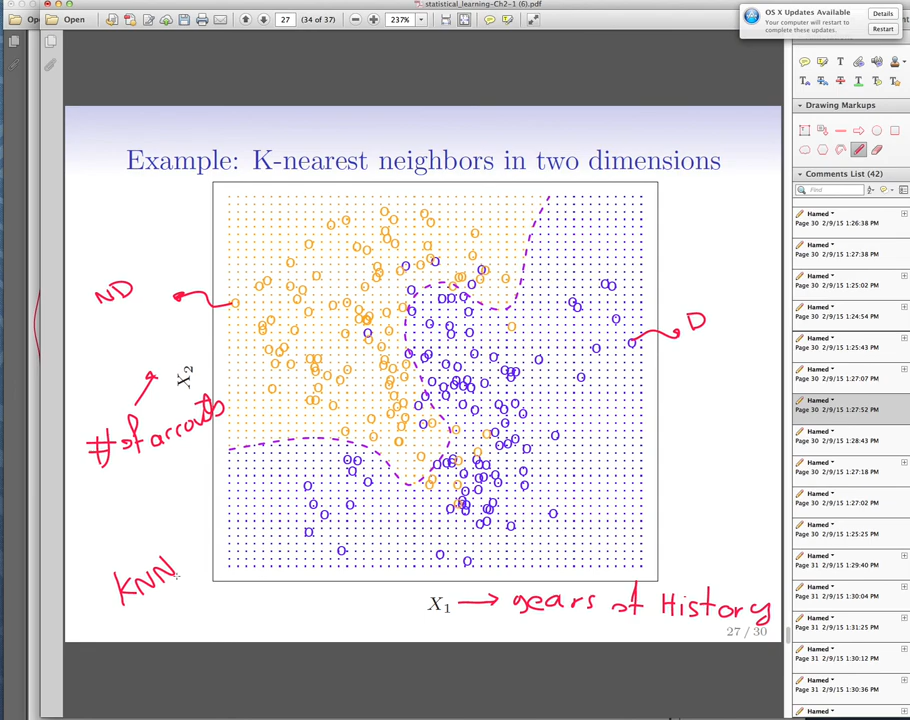 statistical_learning-Ch2-1 (6).pdf
Open
Open
27
(34 of 37)
237%
OS X Updates Available
Your computer will restart to
complete these updates.
Details
Restart
Drawing Markups
Comments List (42)
Find
Hamed
Page 30 2/9/15 1:26:38 PM
Hamed
Page 30 2/9/15 1:27:38 PM
Hamed
Page 30 2/9/15 1:25:02 PM
Hamed
Page 30 2/9/15 1:24:54 PM
Hamed
Page 30 2/9/15 1:25:43 PM
Hamed
Page 30 2/9/15 1:27:07 PM
Hamed
Page 30 2/9/15 1:27:52 PM
Hamed
Page 30 2/9/15 1:28:43 PM
Hamed
Page 30 2/9/15 1:27:18 PM
Hamed
Page 30 2/9/15 1:27:02 PM
Hamed
Page 30 2/9/15 1:25:25 PM
Hamed
Page 31 2/9/15 1:29:40 PM
Hamed
Page 31 2/9/15 1:30:04 PM
Hamed
Page 31 2/9/15 1:31:25 PM
Hamed
Page 31 2/9/15 1:30:12 PM
Hamed
Page 31 2/9/15 1:30:36 PM
Hamed
Example: K-nearest neighbors in two dimensions
ND
D
X₂
# of
KNN
X₁ → years of History
27 / 30